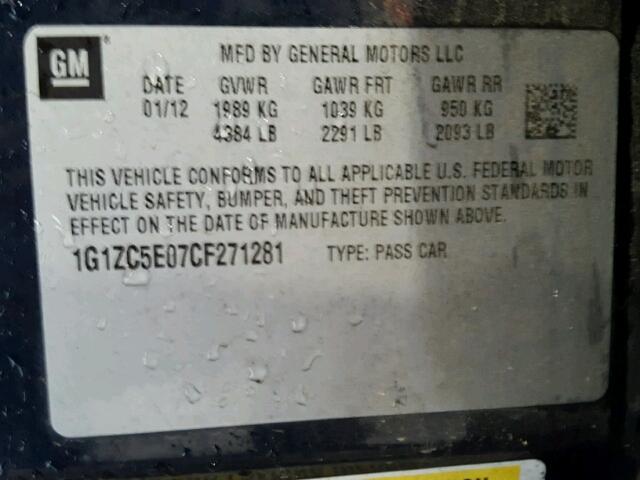 GM ® MFD BY GENERAL MOTORS LLC
DATE GVWR GAWR FRT GAWR RR
01/12 1989 KG 1039 KG 950 KG
4384 LB 2291 LB 2093 LB
THIS VEHICLE CONFORMS TO ALL APPLICABLE U.S. FEDERAL MOTOR
VEHICLE SAFETY, BUMPER, AND THEFT PREVENTION STANDARDS IN
EFFECT ON THE DATE OF MANUFACTURE SHOWN ABOVE.
1G1ZC5E07CF271281 TYPE: PASS CAR